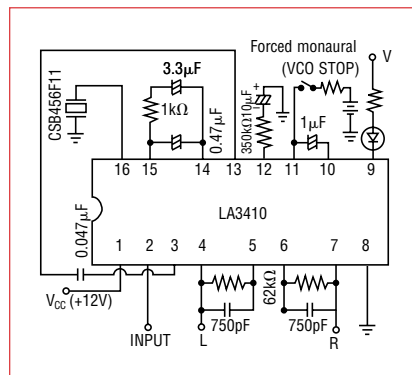 Forced monaural
(VCO STOP)
V
3.3µF
1kΩ
0.47µF
CSB456F11
350kΩ
10µF
+
−
1µF
16
15
14
13
12
11
10
9
LA3410
0.047µF
1
2
3
4
5
6
7
8
62kΩ
VCC (+12V)
INPUT
L
750pF
750pF
R